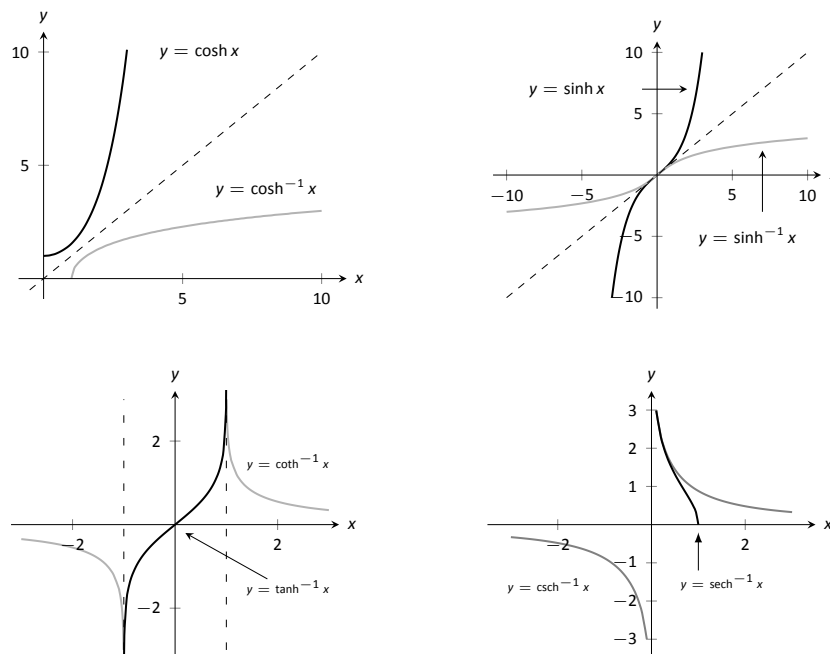 y
10
y = cosh x
5
y = cosh⁻¹ x
x
5
10
y
10
y = sinh x
5
−10
−5
5
10
−5
y = sinh⁻¹ x
−10
y
2
y = coth⁻¹ x
x
−2
2
y = tanh⁻¹ x
−2
y
3
2
1
x
−2
2
−1
y = csch⁻¹ x
y = sech⁻¹ x
−2
−3